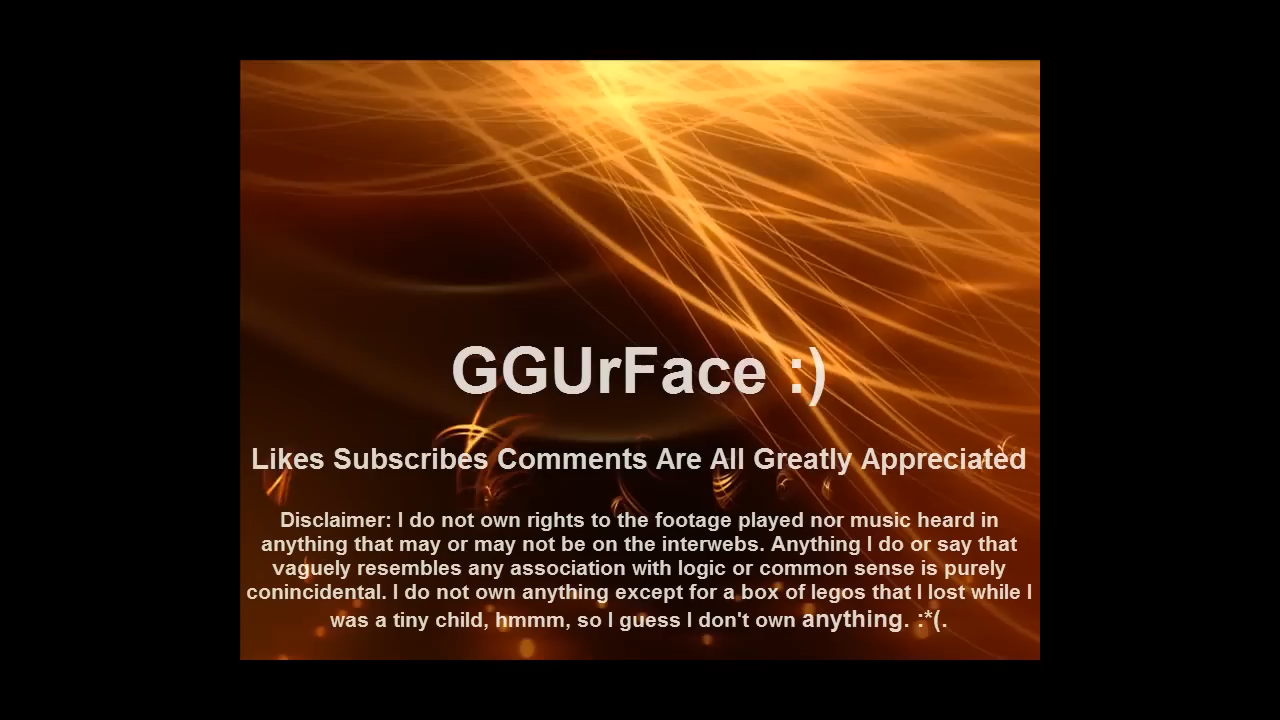 GGUrFace :)
Likes Subscribes Comments Are All Greatly Appreciated
Disclaimer: I do not own rights to the footage played nor music heard in
anything that may or may not be on the interwebs. Anything I do or say that
vaguely resembles any association with logic or common sense is purely
conincidental. I do not own anything except for a box of legos that I lost while I
was a tiny child, hmmm, so I guess I don't own anything. :*(.